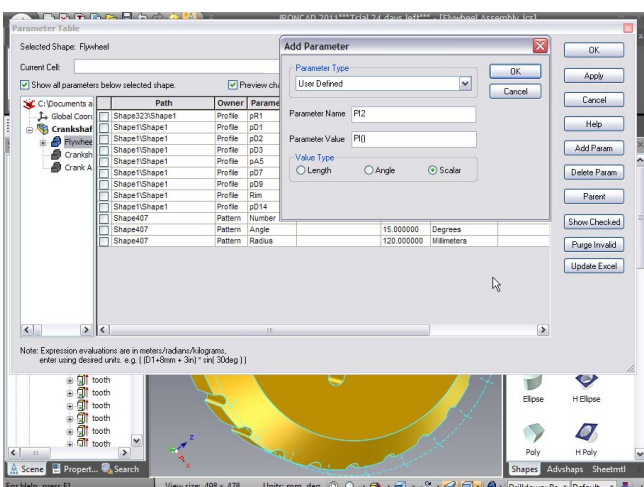 IRONCAD 2011***Trial 24 days left** - [Flywheel Assembly.ics]
Parameter Table
Selected Shape: Flywheel
Current Cell:
Show all parameters below selected shape.
Preview cha
C:\Documents a
Global Coord
Crankshaf
Flywhee
Cranksh
Crank A
Path Owner Parame
Shape323\Shape1 Profile pR1
Shape1\Shape1 Profile pD1
Shape1\Shape1 Profile pD2
Shape1\Shape1 Profile pD3
Shape1\Shape1 Profile pA5
Shape1\Shape1 Profile pD7
Shape1\Shape1 Profile pD9
Shape1\Shape1 Profile Rim
Shape1\Shape1 Profile pD14
Shape407 Pattern Number
Shape407 Pattern Angle 15.000000 Degrees
Shape407 Pattern Radius 120.000000 Millimeters
Add Parameter
Parameter Type
User Defined
Parameter Name PI2
Parameter Value PI()
Value Type
Length Angle Scalar
OK
Cancel
OK
Apply
Cancel
Help
Add Param
Delete Param
Parent
Show Checked
Purge Invalid
Update Excel
Note: Expression evaluations are in meters/radians/kilograms,
enter using desired units. e.g. ( (D1+8mm + 3in) * sin( 30deg ) )
tooth
tooth
tooth
tooth
tooth
tooth
z
x
Ellipse H Ellipse
Poly H Poly
Scene Propert... Search
Shapes Advshaps Sheetmtl
For Help, press F1 View size: 498 x 478 Units: mm, deg Default